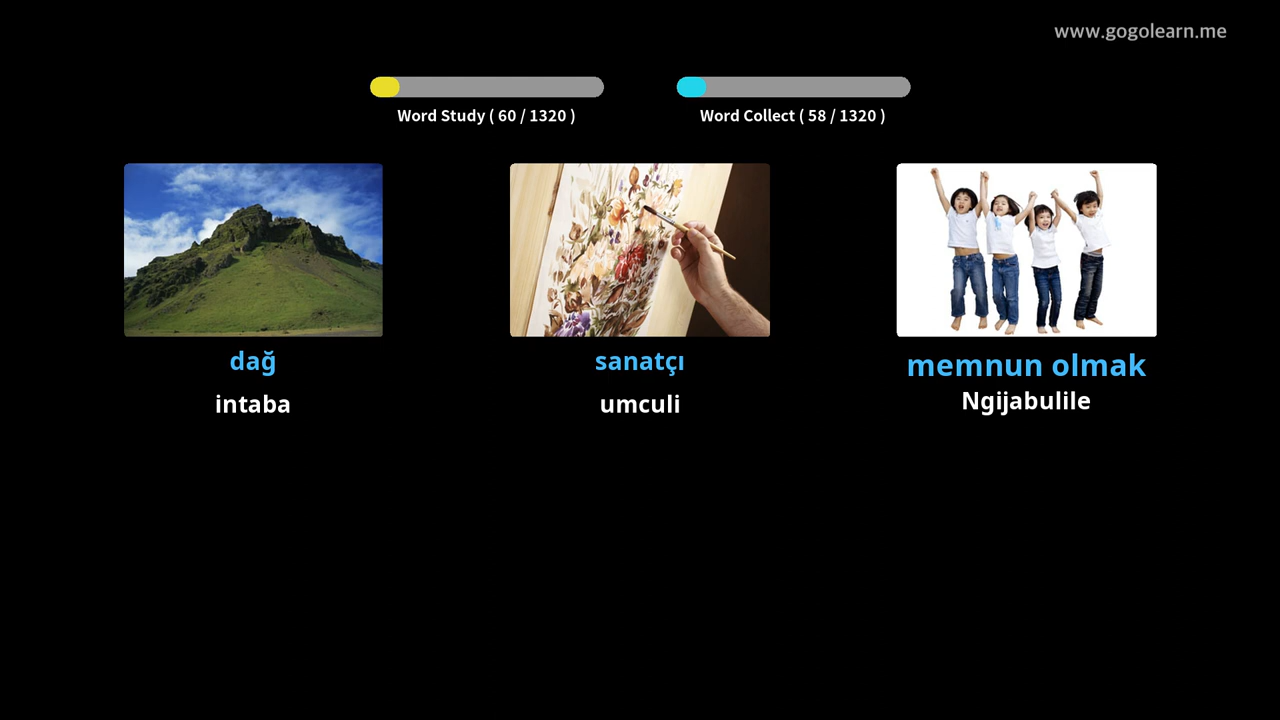 www.gogolearn.me
Word Study ( 60 / 1320 )
Word Collect ( 58 / 1320 )
dağ
intaba
sanatçı
umculi
memnun olmak
Ngijabulile